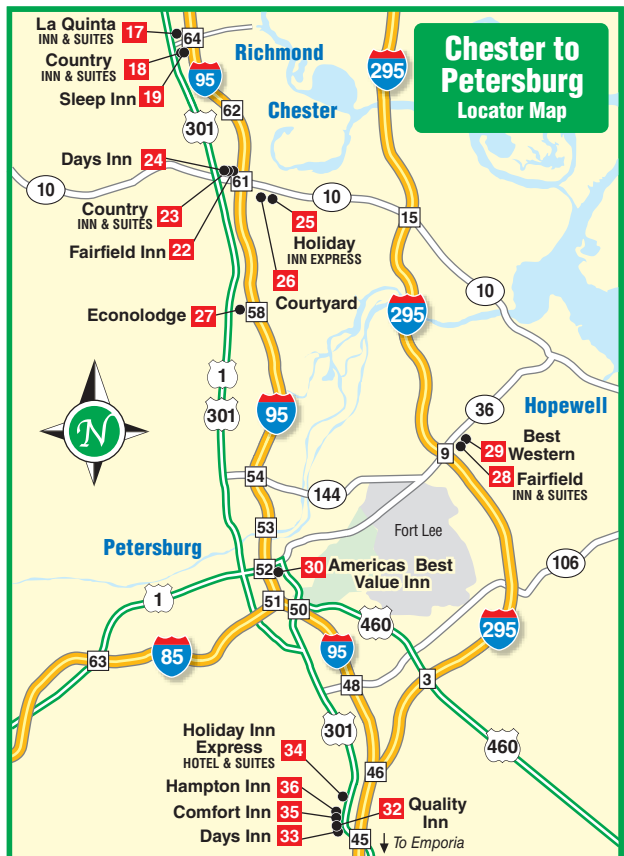 Chester to
Petersburg
Locator Map
La Quinta 17
INN & SUITES
64
Country 18
INN & SUITES
Sleep Inn 19
Richmond
95
295
Chester
62
301
Days Inn 24
61
10
10
Country 23
INN & SUITES
25
Holiday
INN EXPRESS
15
Fairfield Inn 22
26
Courtyard
10
Econolodge 27
58
295
1
301
95
36
Hopewell
N
9
29 Best
Western
28 Fairfield
INN & SUITES
54
144
53
Fort Lee
Petersburg
52
30 Americas Best
Value Inn
106
1
51
50
460
295
63
85
95
48
3
301
460
Holiday Inn
Express 34
HOTEL & SUITES
46
Hampton Inn 36
Comfort Inn 35
32 Quality
Inn
Days Inn 33
45
To Emporia